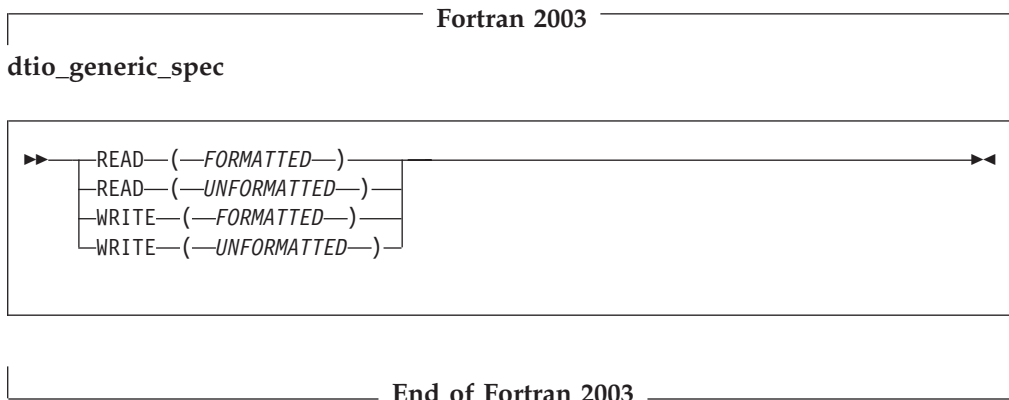 Fortran 2003
dtio_generic_spec
READ ( FORMATTED )
READ ( UNFORMATTED )
WRITE ( FORMATTED )
WRITE ( UNFORMATTED )
End of Fortran 2003